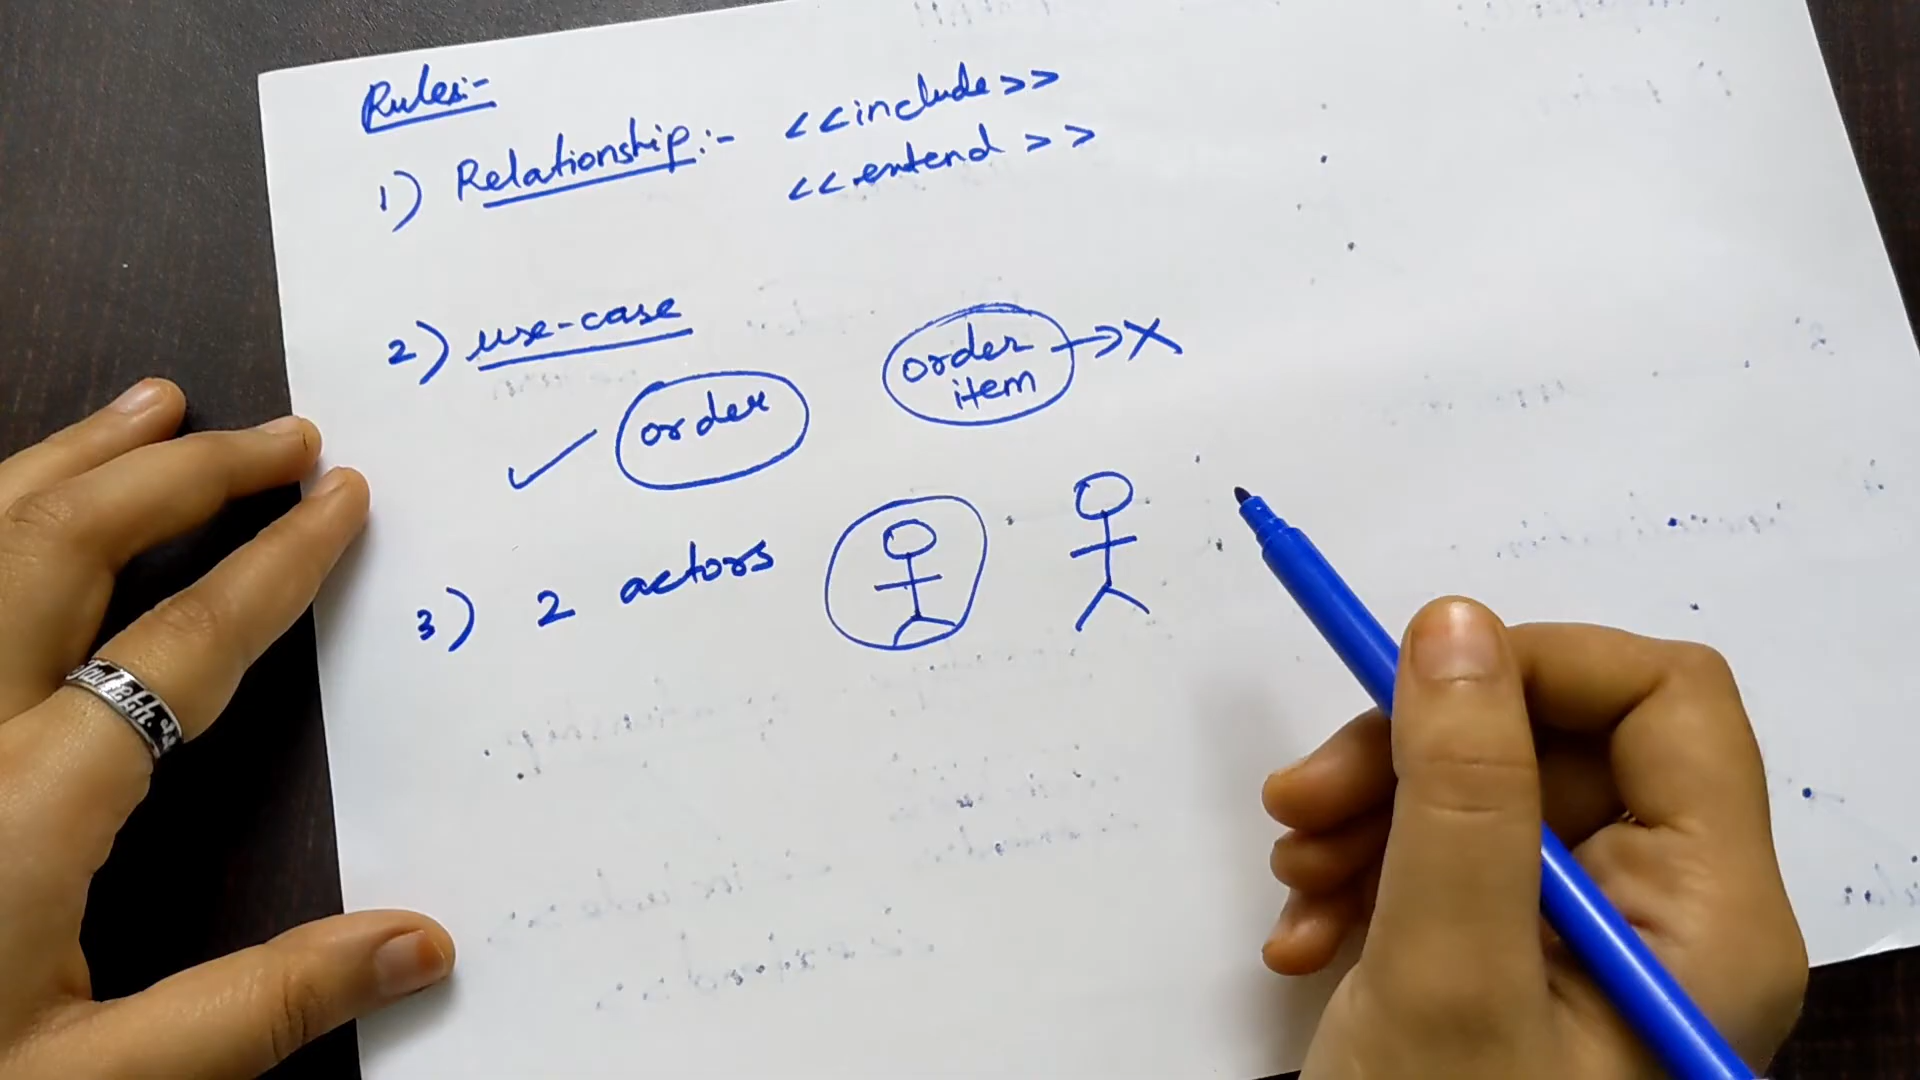 Rules:-
1) Relationship:- <<include>>
<<extend>>
2) use-case
order
order
item
3) 2 actors